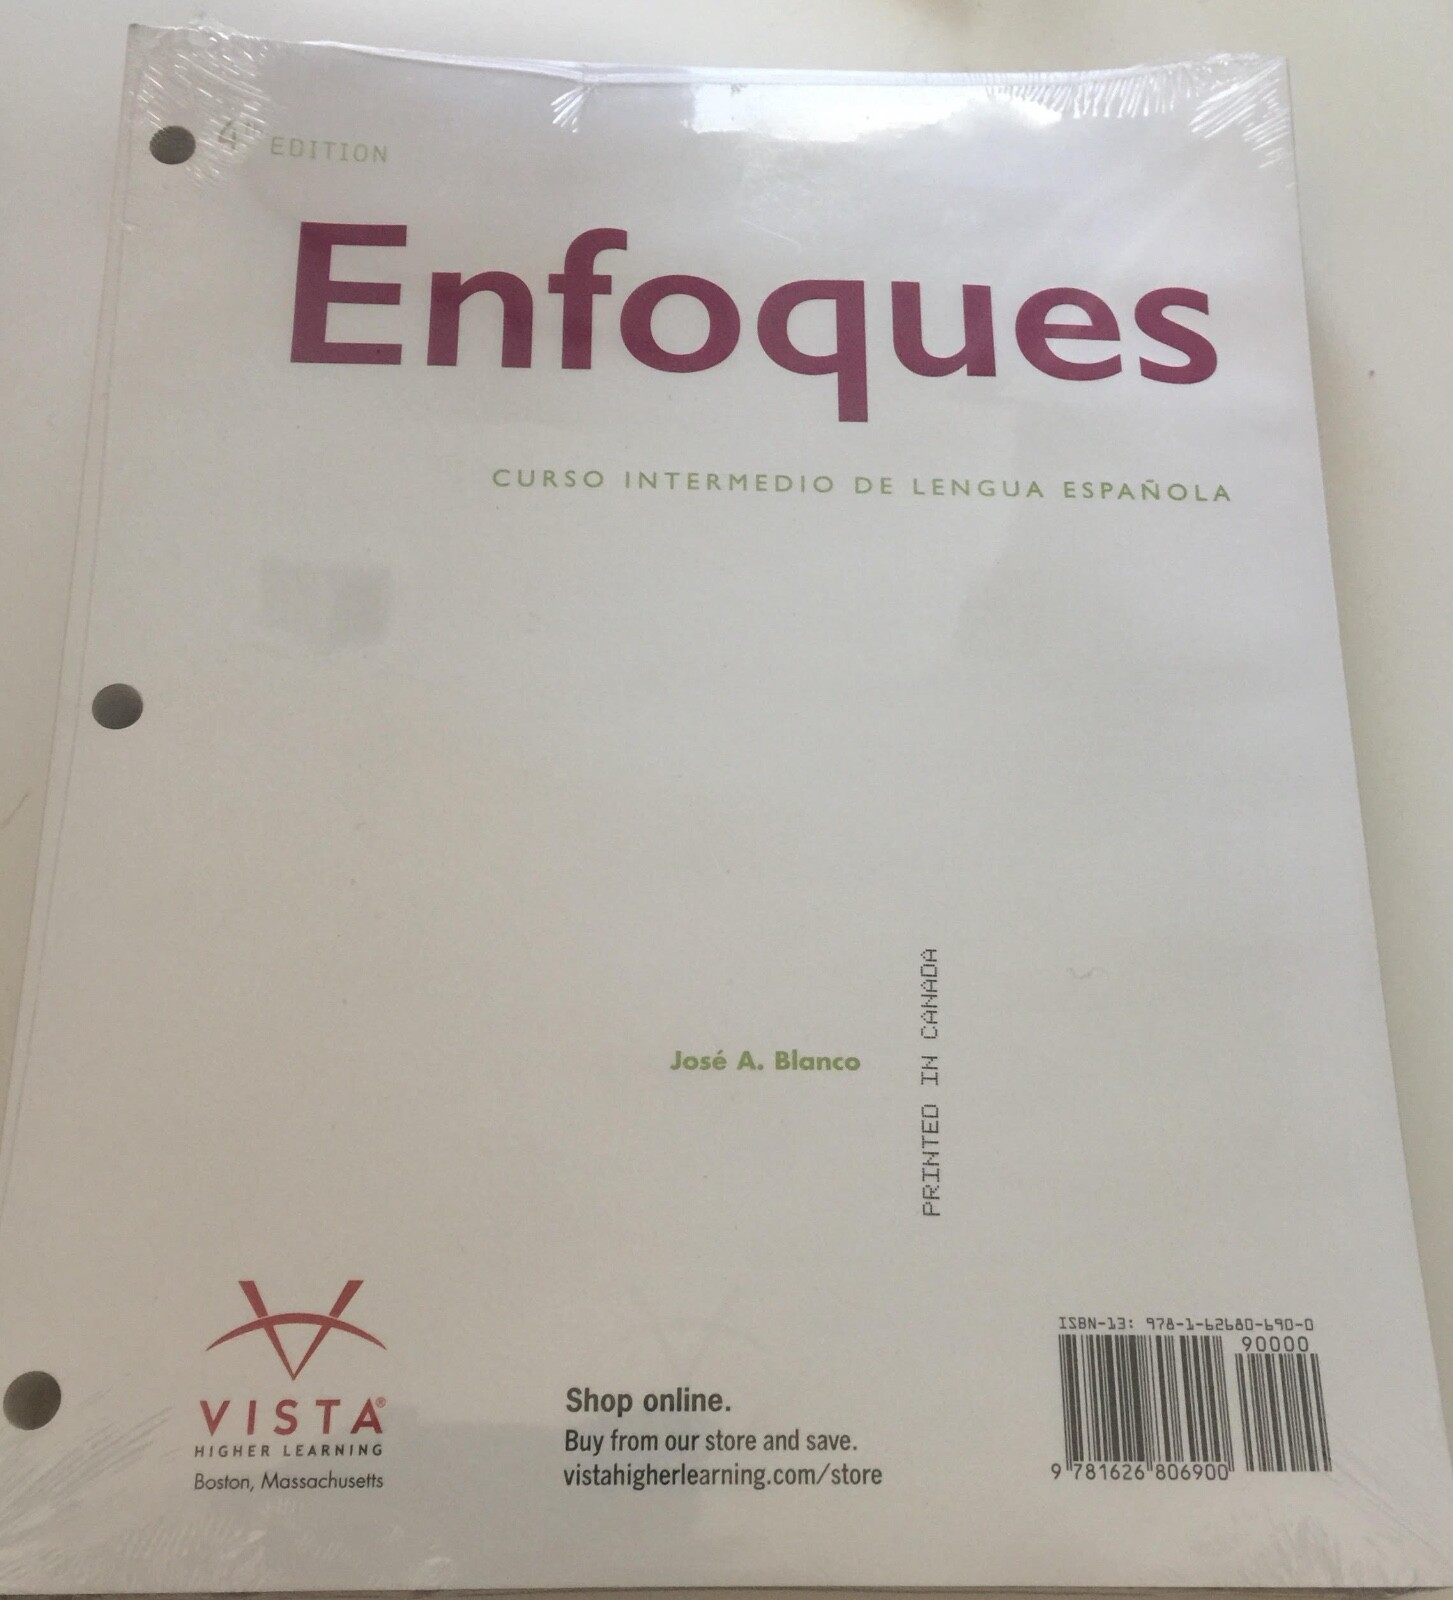 4th EDITION
Enfoques
CURSO INTERMEDIO DE LENGUA ESPAÑOLA
José A. Blanco
PRINTED IN CANADA
VISTA®
HIGHER LEARNING
Boston, Massachusetts
Shop online.
Buy from our store and save.
vistahigherlearning.com/store
ISBN-13: 978-1-62680-690-0
90000
9 781626 806900